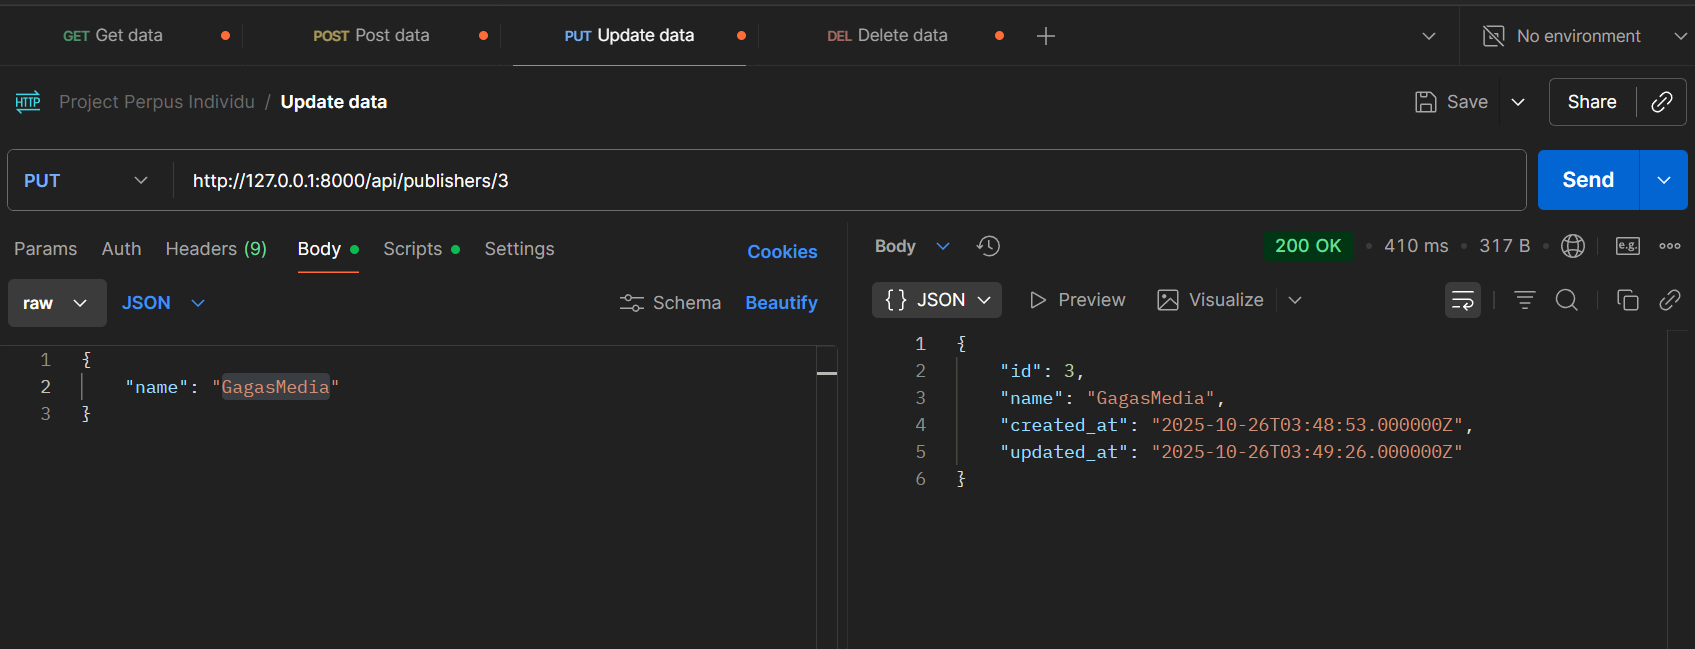 GET Get data
POST Post data
PUT Update data
DEL Delete data
No environment
HTTP Project Perpus Individu / Update data
Save
Share
PUT http://127.0.0.1:8000/api/publishers/3
Send
Params Auth Headers (9) Body Scripts Settings Cookies
raw JSON Schema Beautify
1 {
2 "name": "GagasMedia"
3 }
Body 200 OK • 410 ms • 317 B • e.g.
{} JSON Preview Visualize
1 {
2 "id": 3,
3 "name": "GagasMedia",
4 "created_at": "2025-10-26T03:48:53.000000Z",
5 "updated_at": "2025-10-26T03:49:26.000000Z"
6 }